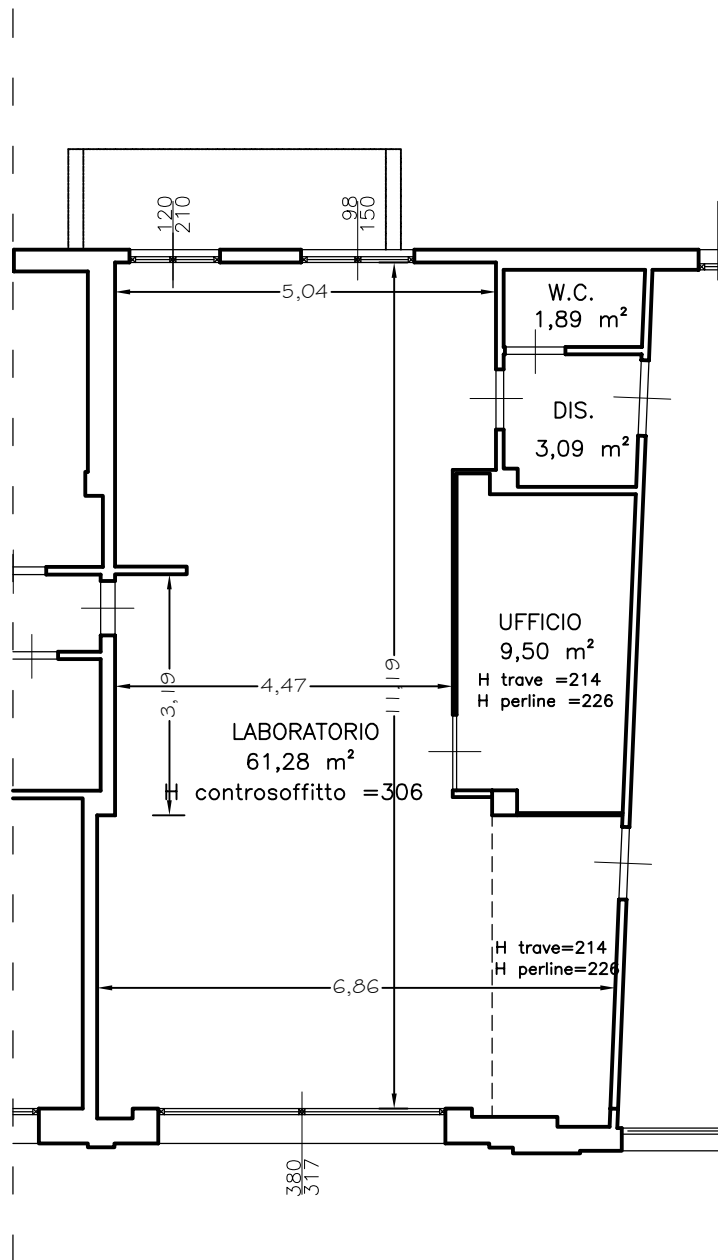 120
210
98
150
5,04
W.C.
1,89 m²
DIS.
3,09 m²
UFFICIO
9,50 m²
H trave =214
H perline =226
3,19
4,47
11,19
LABORATORIO
61,28 m²
H controsoffitto =306
H trave=214
H perline=226
6,86
380
317